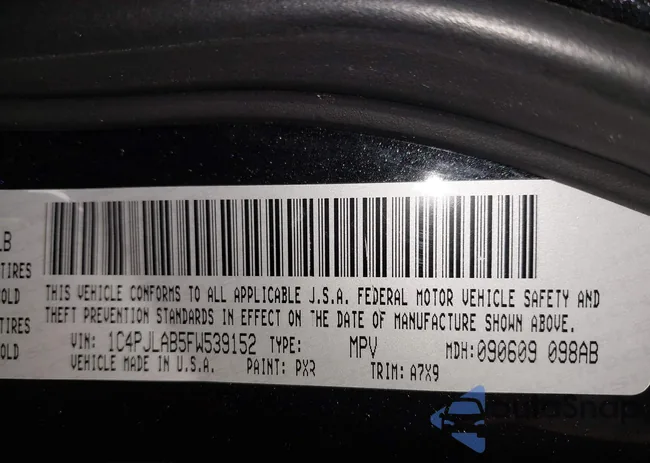 LB
TIRES
OLD
TIRES
OLD
THIS VEHICLE CONFORMS TO ALL APPLICABLE J.S.A. FEDERAL MOTOR VEHICLE SAFETY AND
THEFT PREVENTION STANDARDS IN EFFECT ON THE DATE OF MANUFACTURE SHOWN ABOVE.
VIN: 1C4PJLAB5FW539152 TYPE: MPV MDH: 090609 098AB
VEHICLE MADE IN U.S.A. PAINT: PXR TRIM: A7X9
AutoSnap